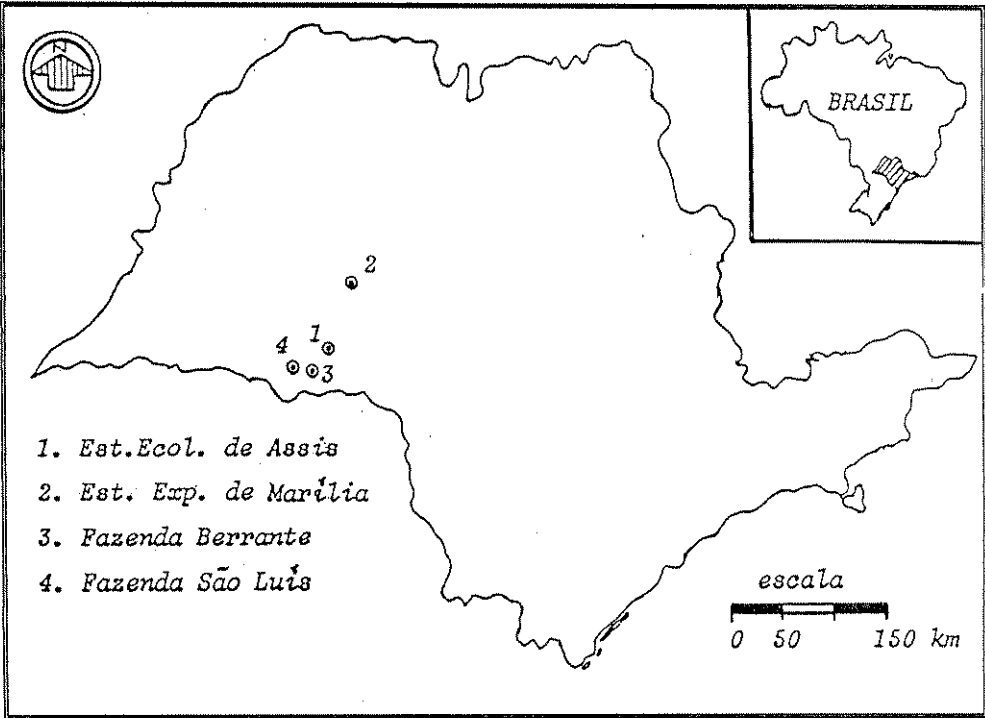 N
BRASIL
2
1
4
3
1. Est.Ecol. de Assis
2. Est. Exp. de Marília
3. Fazenda Berrante
4. Fazenda São Luís
escala
0 50 150 km